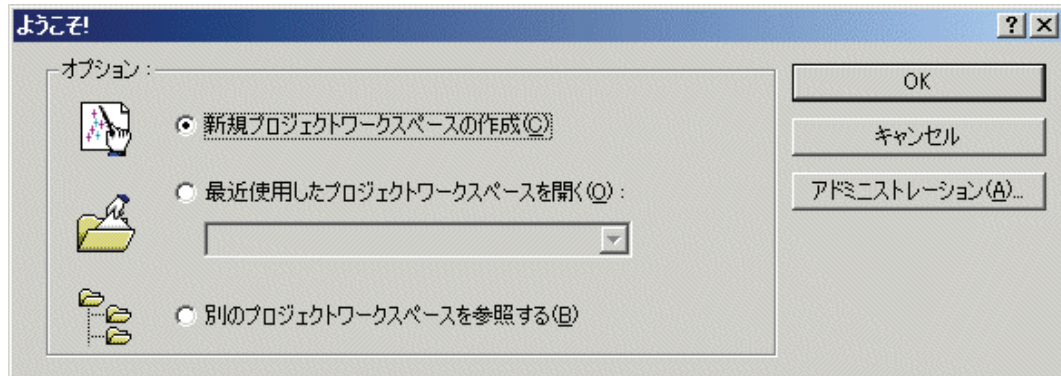 ようこそ!
オプション :
新規プロジェクトワークスペースの作成(C)
最近使用したプロジェクトワークスペースを開く(O) :
別のプロジェクトワークスペースを参照する(B)
OK
キャンセル
アドミニストレーション(A)...